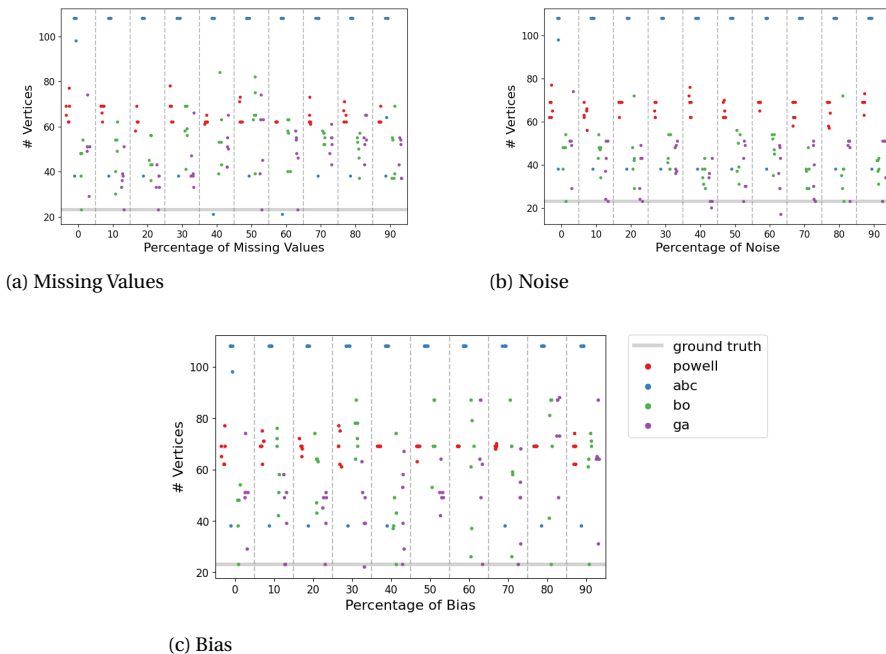 100
80
60
40
20
# Vertices
0 10 20 30 40 50 60 70 80 90
Percentage of Missing Values
(a) Missing Values
100
80
60
40
20
# Vertices
0 10 20 30 40 50 60 70 80 90
Percentage of Noise
(b) Noise
100
80
60
40
20
# Vertices
0 10 20 30 40 50 60 70 80 90
Percentage of Bias
(c) Bias
ground truth
powell
abc
bo
ga